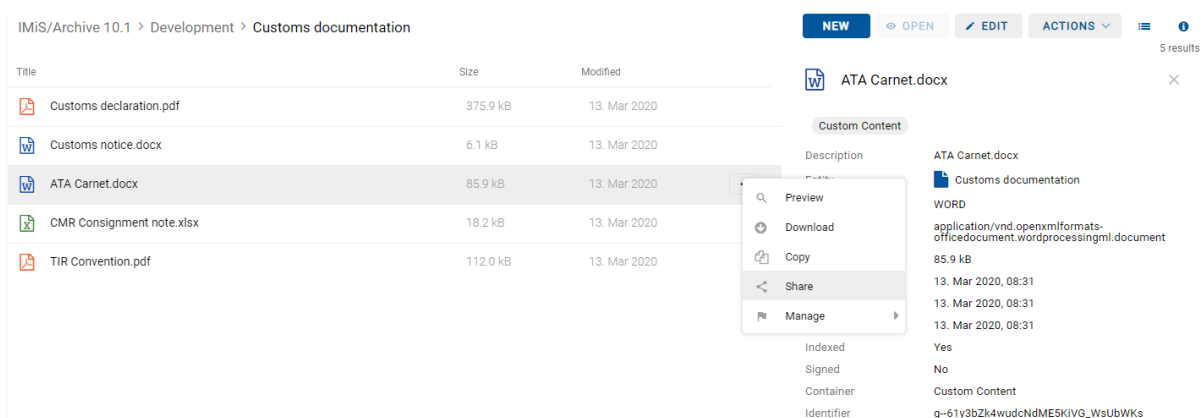 IMiS/Archive 10.1 > Development > Customs documentation
NEW
OPEN
EDIT
ACTIONS
5 results
Title Size Modified
Customs declaration.pdf 375.9 kB 13. Mar 2020
Customs notice.docx 6.1 kB 13. Mar 2020
ATA Carnet.docx 85.9 kB 13. Mar 2020
CMR Consignment note.xlsx 18.2 kB 13. Mar 2020
TIR Convention.pdf 112.0 kB 13. Mar 2020
Preview
Download
Copy
Share
Manage
ATA Carnet.docx
Custom Content
Description ATA Carnet.docx
Entity Customs documentation
WORD
application/vnd.openxmlformats-
officedocument.wordprocessingml.document
85.9 kB
13. Mar 2020, 08:31
13. Mar 2020, 08:31
13. Mar 2020, 08:31
Indexed Yes
Signed No
Container Custom Content
Identifier g--61y3bZk4wudcNdME5KiVG_WsUbWKs